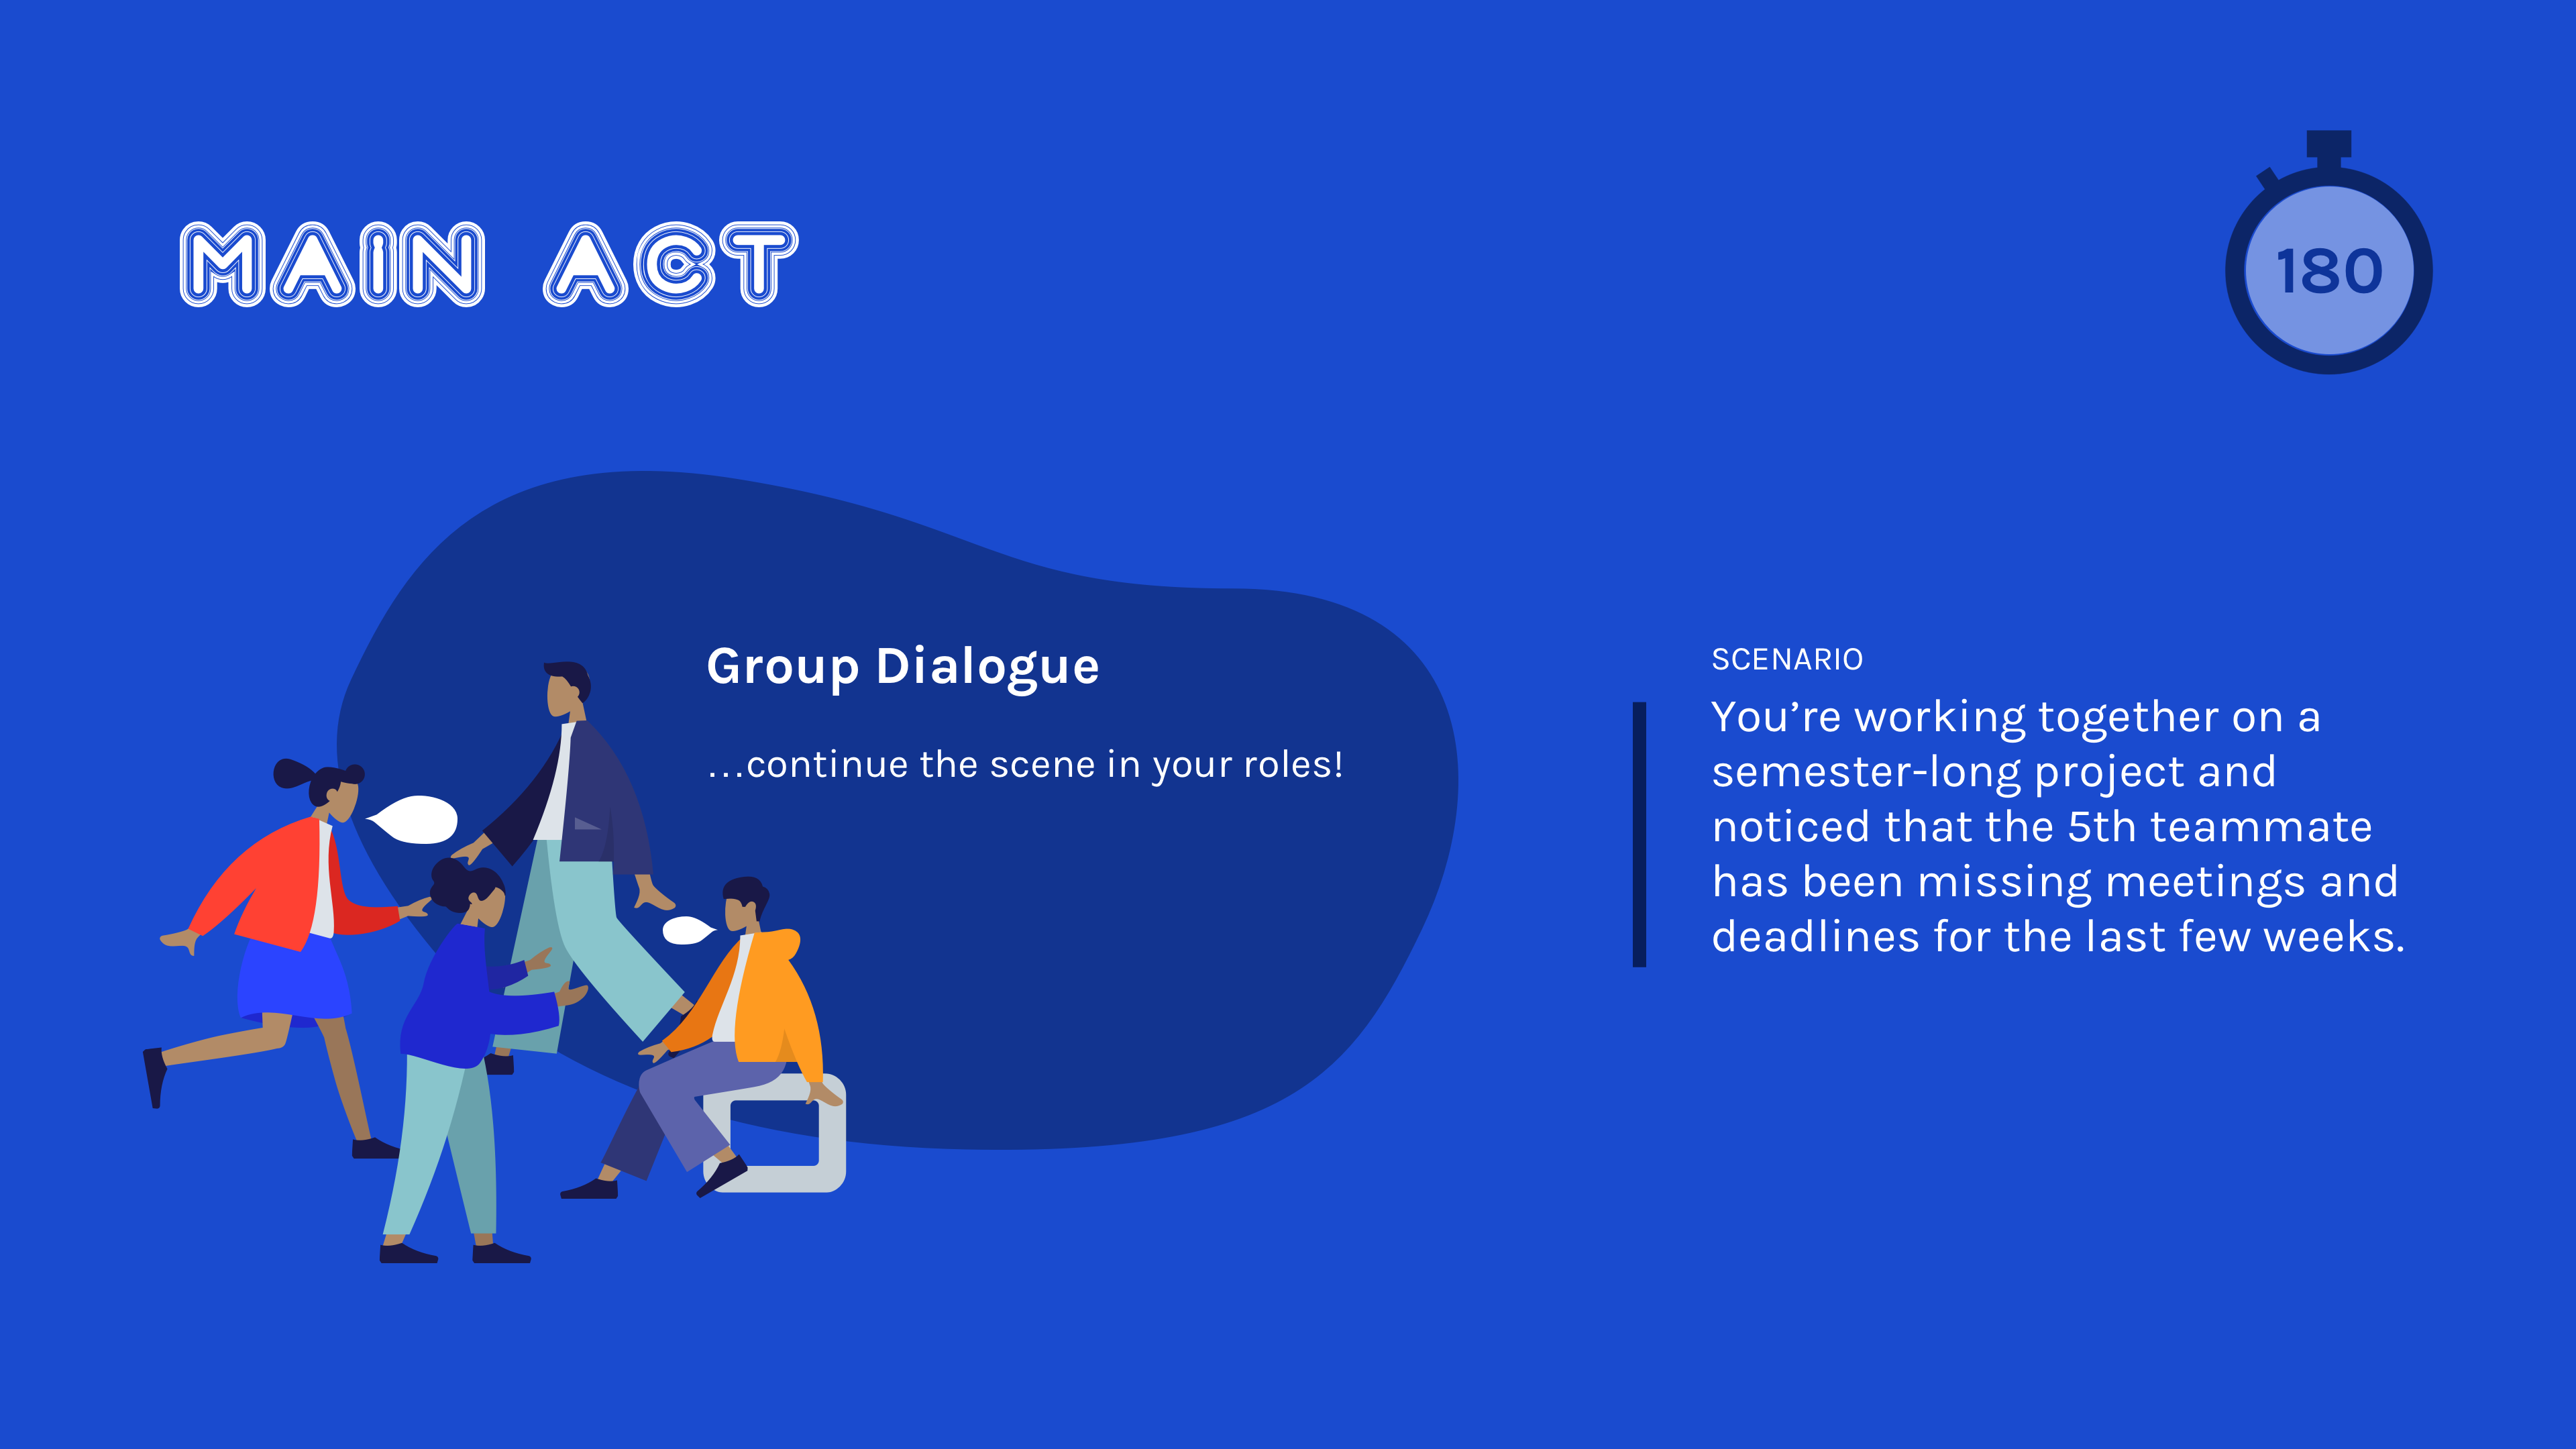 MAIN ACT
180
Group Dialogue
...continue the scene in your roles!
SCENARIO
You’re working together on a
semester-long project and
noticed that the 5th teammate
has been missing meetings and
deadlines for the last few weeks.